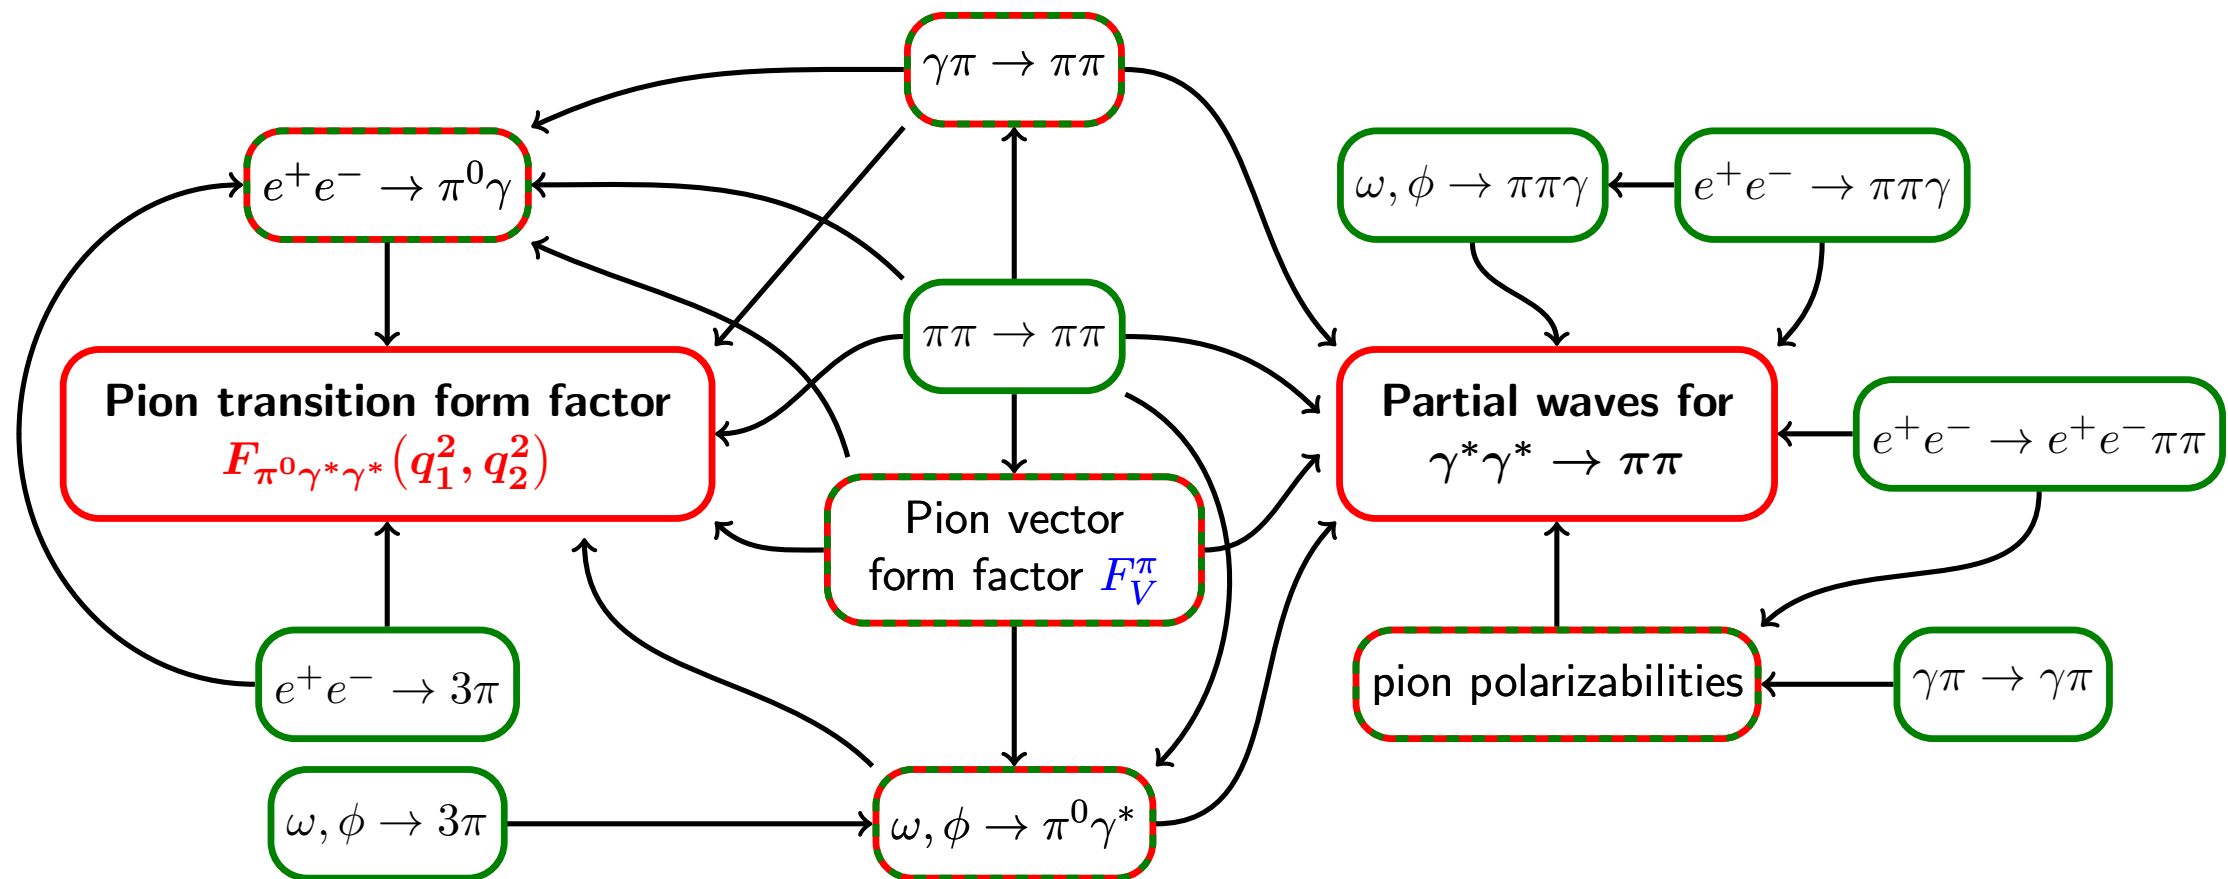 γπ → ππ
e⁺e⁻ → π⁰γ
ω, φ → ππγ
e⁺e⁻ → ππγ
ππ → ππ
Pion transition form factor
F_{π⁰γ*γ*}(q₁², q₂²)
Partial waves for
γ*γ* → ππ
e⁺e⁻ → e⁺e⁻ππ
Pion vector
form factor F_V^π
e⁺e⁻ → 3π
pion polarizabilities
γπ → γπ
ω, φ → 3π
ω, φ → π⁰γ*